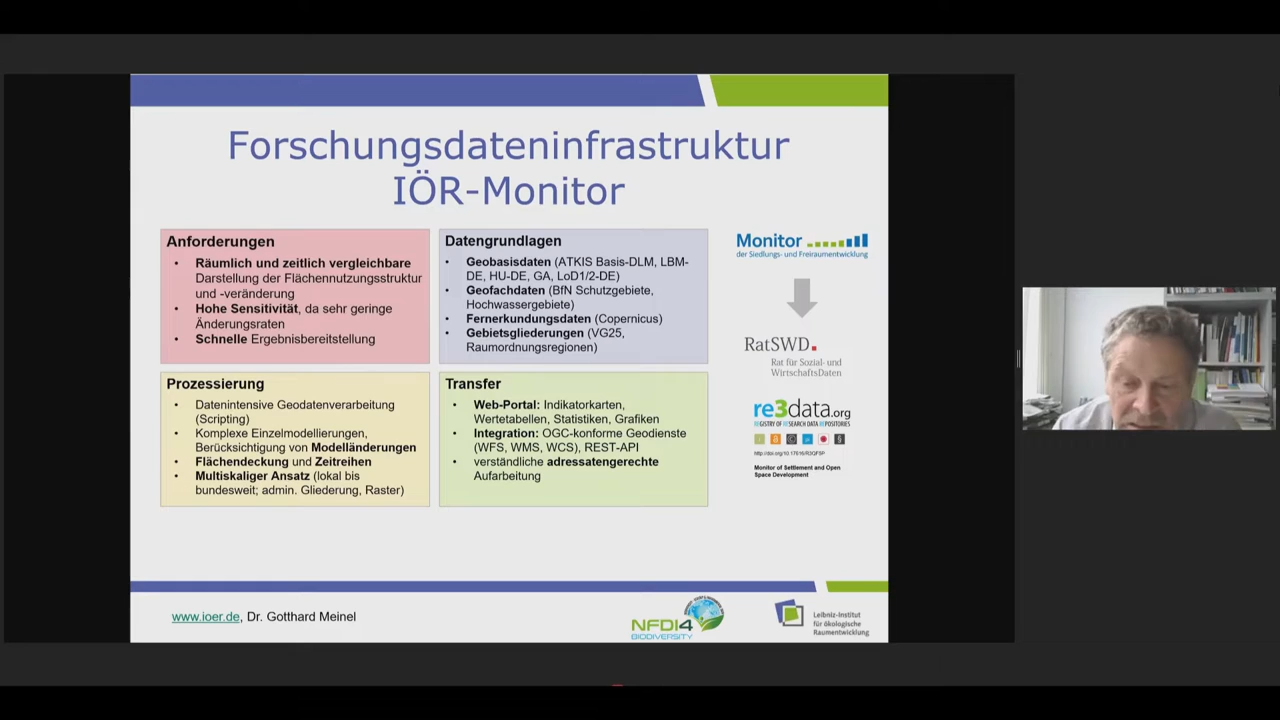 Forschungsdateninfrastruktur
IÖR-Monitor
Anforderungen
• Räumlich und zeitlich vergleichbare
Darstellung der Flächennutzungsstruktur
und -veränderung
• Hohe Sensitivität, da sehr geringe
Änderungsraten
• Schnelle Ergebnisbereitstellung
Datengrundlagen
• Geobasisdaten (ATKIS Basis-DLM, LBM-
DE, HU-DE, GA, LoD1/2-DE)
• Geofachdaten (BfN Schutzgebiete,
Hochwassergebiete)
• Fernerkundungsdaten (Copernicus)
• Gebietsgliederungen (VG25,
Raumordnungsregionen)
Prozessierung
• Datenintensive Geodatenverarbeitung
(Scripting)
• Komplexe Einzelmodellierungen,
Berücksichtigung von Modelländerungen
• Flächendeckung und Zeitreihen
• Multiskaliger Ansatz (lokal bis
bundesweit; admin. Gliederung, Raster)
Transfer
• Web-Portal: Indikatorkarten,
Wertetabellen, Statistiken, Grafiken
• Integration: OGC-konforme Geodienste
(WFS, WMS, WCS), REST-API
• verständliche adressatengerechte
Aufarbeitung
Monitor
der Siedlungs- und Freiraumentwicklung
RatSWD.
Rat für Sozial- und
WirtschaftsDaten
re3data.org
REGISTRY OF RESEARCH DATA REPOSITORIES
Monitor of Settlement and Open
Space Development
www.ioer.de, Dr. Gotthard Meinel
NFDI4
BIODIVERSITY
Leibniz-Institut
für ökologische
Raumentwicklung